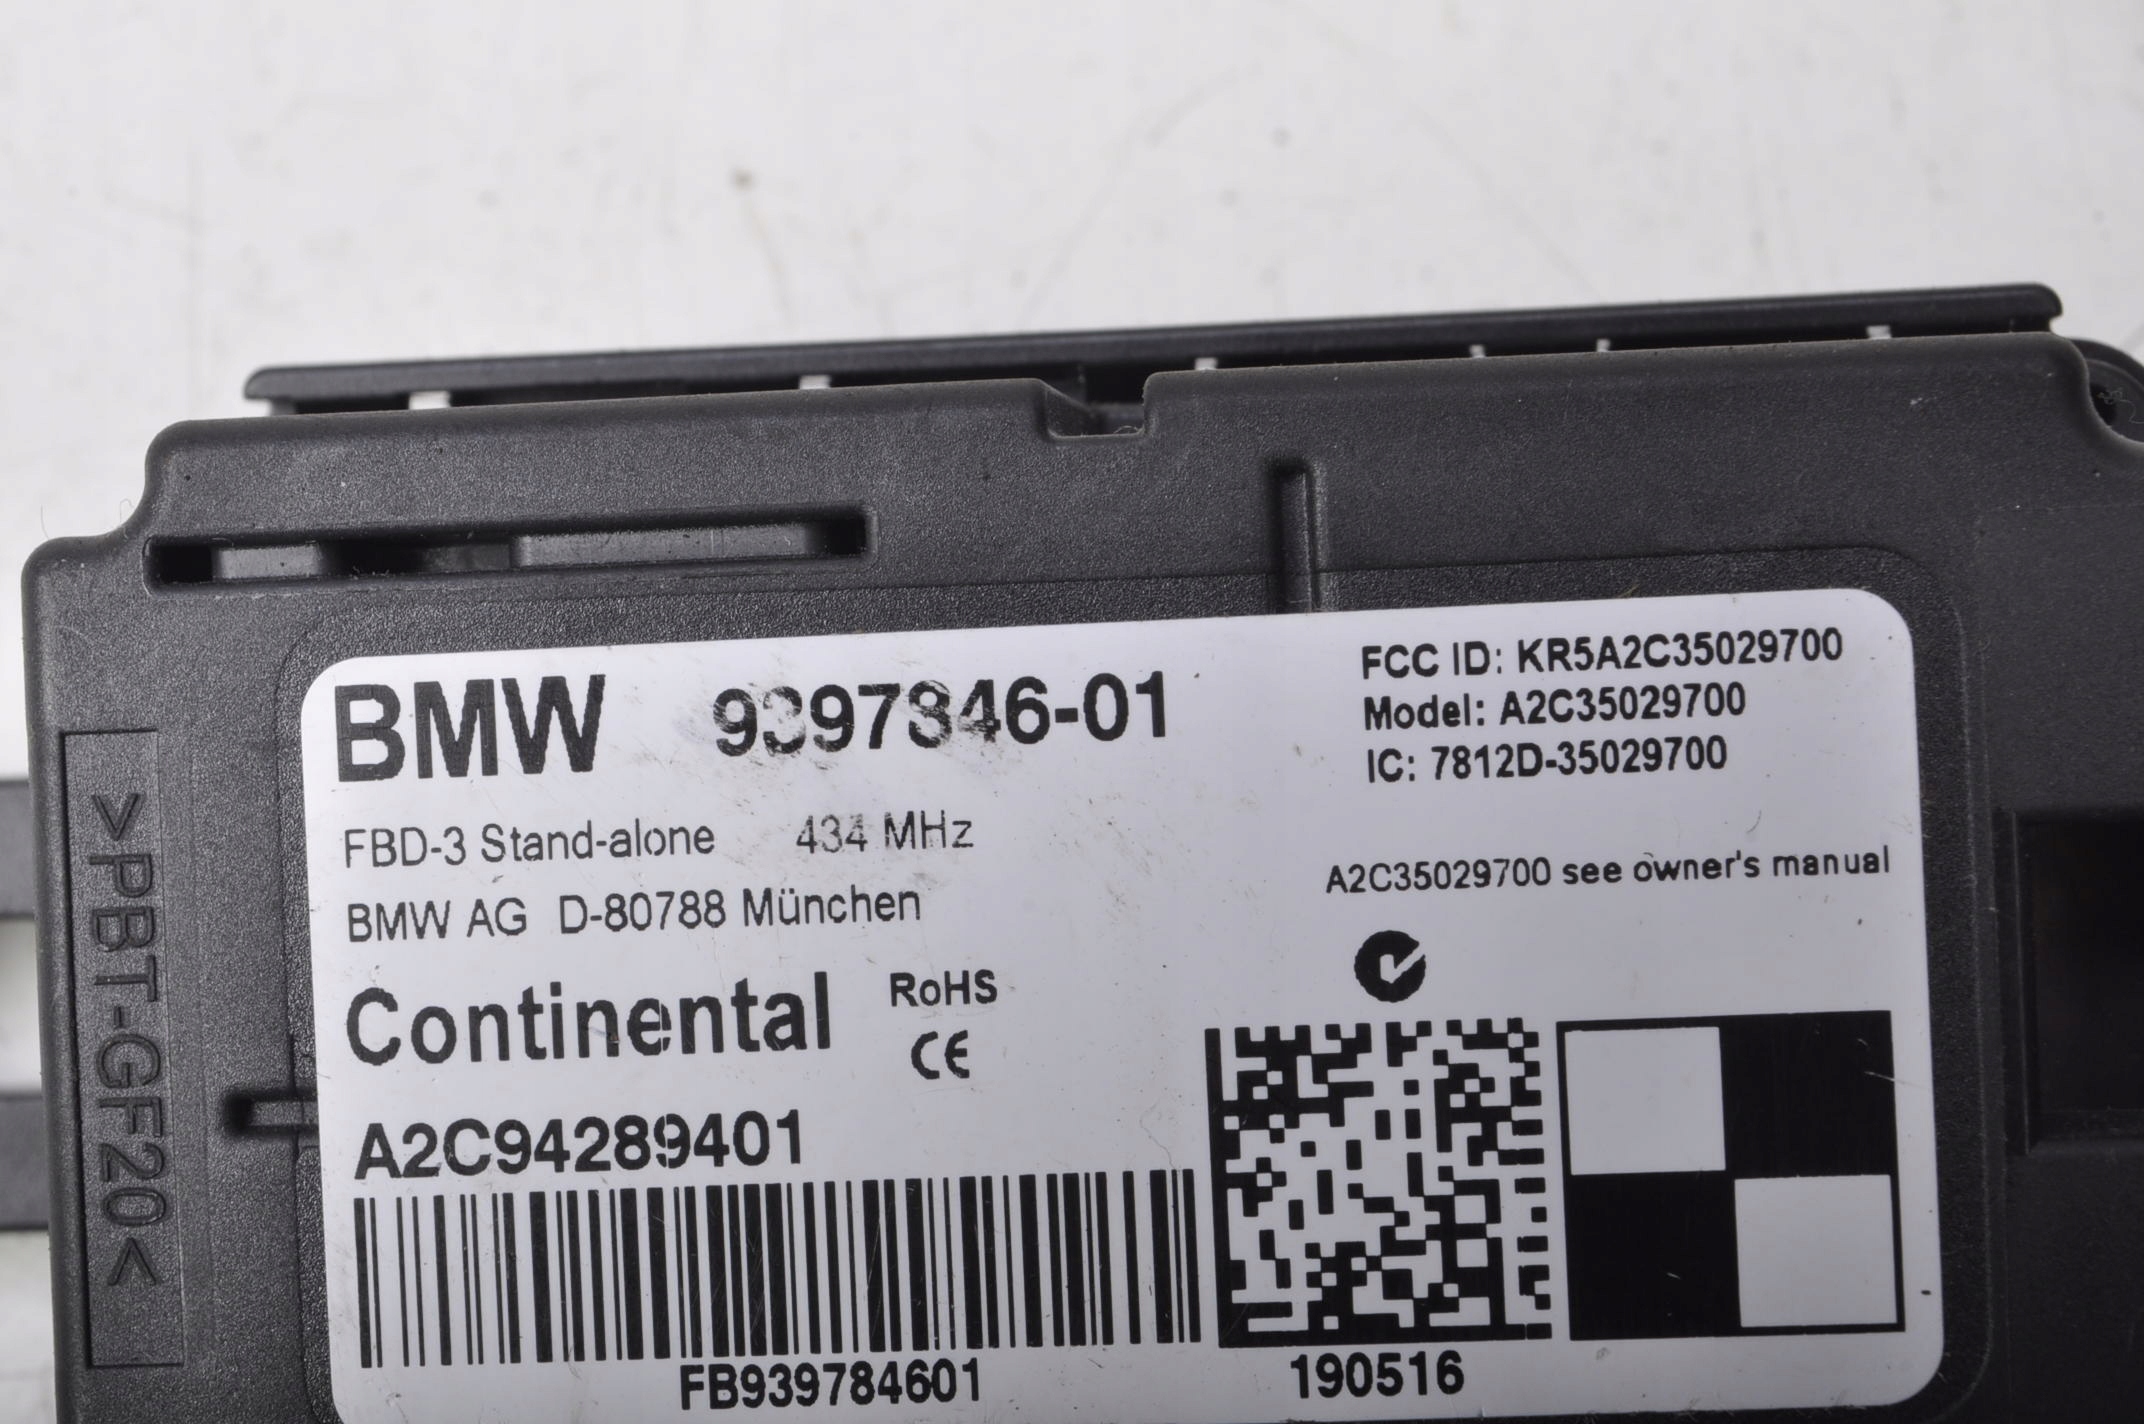 BMW 9397846-01
FCC ID: KR5A2C35029700
Model: A2C35029700
IC: 7812D-35029700
FBD-3 Stand-alone 434 MHz
BMW AG D-80788 München
A2C35029700 see owner's manual
Continental
RoHS
CE
A2C94289401
FB939784601
190516
>PBT-GF20<